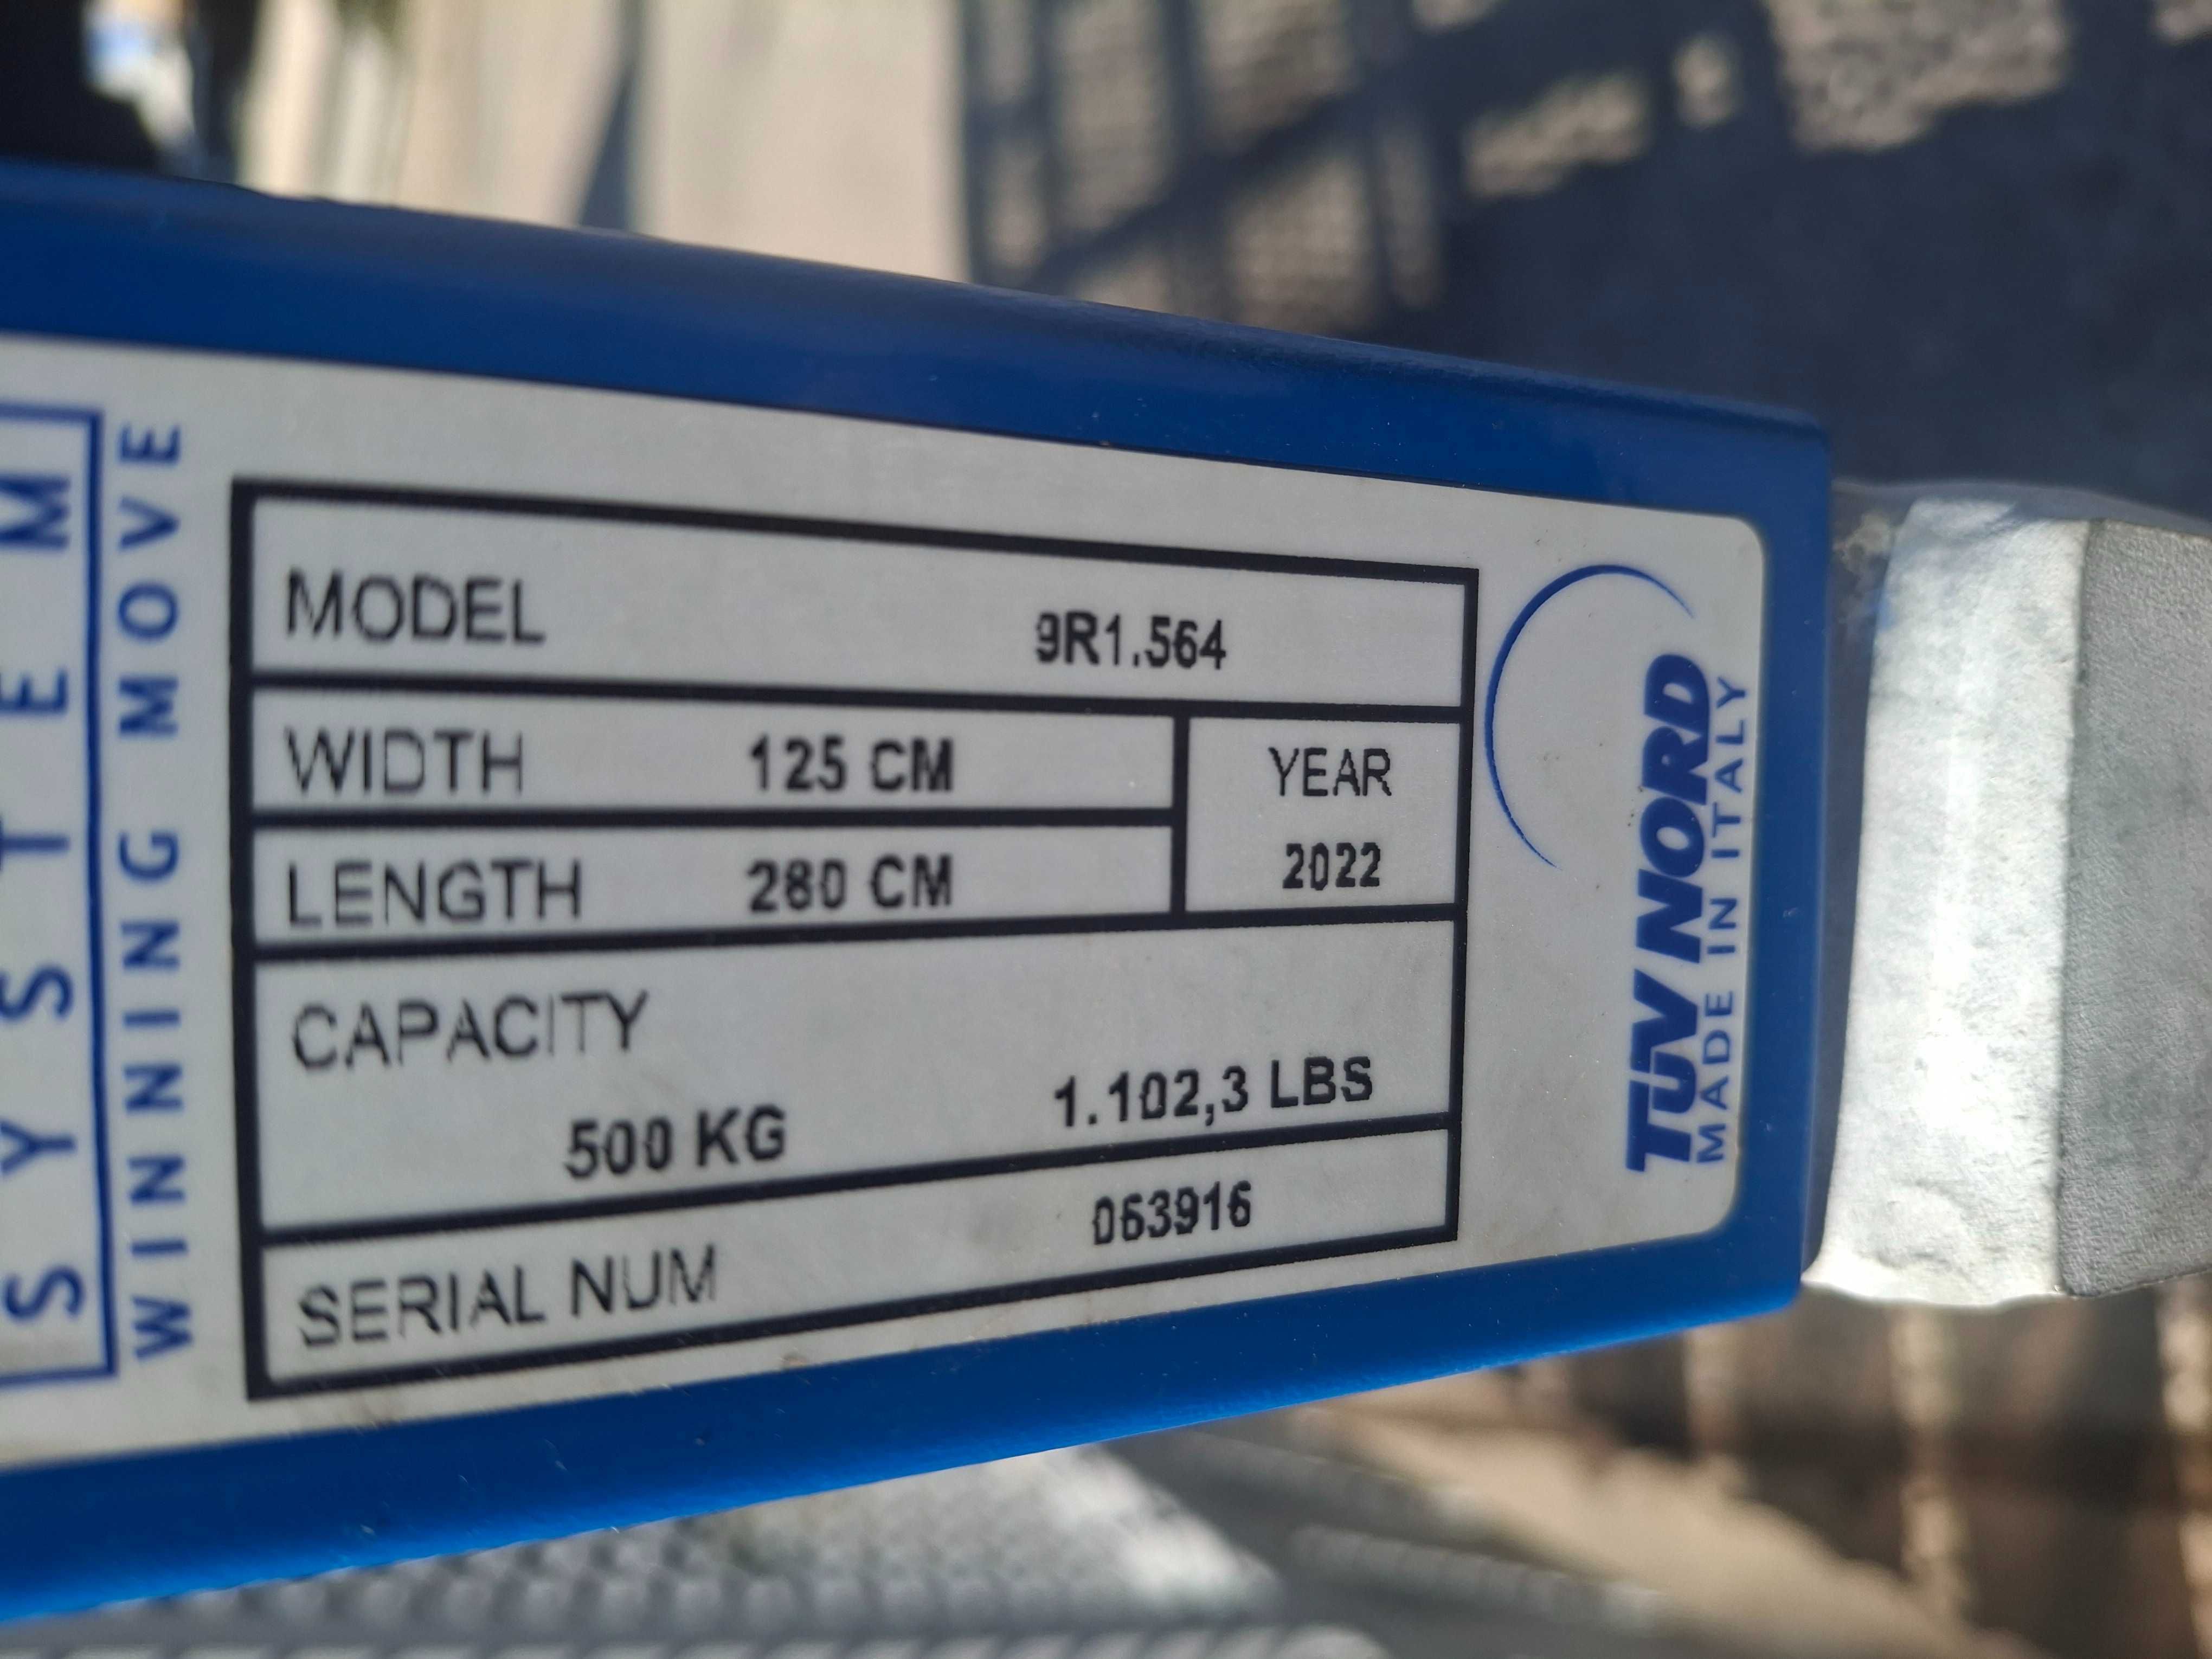 SYSTEM
WINNING MOVE
MODEL 9R1.564
WIDTH 125 CM
LENGTH 280 CM
YEAR
2022
CAPACITY
500 KG 1.102,3 LBS
SERIAL NUM 063916
TÜV NORD
MADE IN ITALY